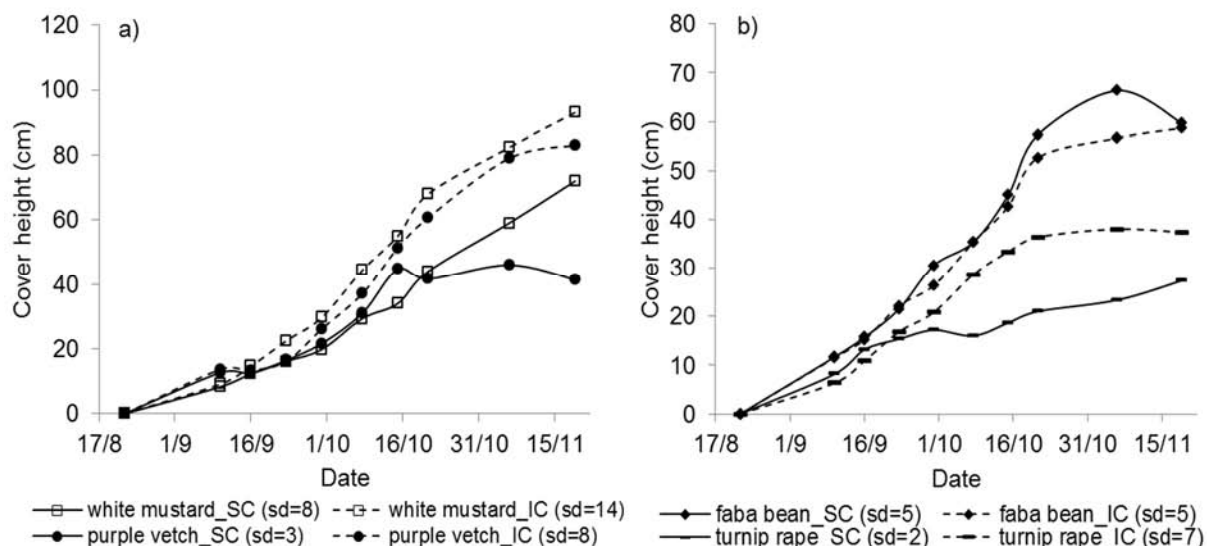 a)
120
100
80
60
40
20
0
Cover height (cm)
17/8 1/9 16/9 1/10 16/10 31/10 15/11
Date
white mustard_SC (sd=8) white mustard_IC (sd=14)
purple vetch_SC (sd=3) purple vetch_IC (sd=8)
b)
80
70
60
50
40
30
20
10
0
Cover height (cm)
17/8 1/9 16/9 1/10 16/10 31/10 15/11
Date
faba bean_SC (sd=5) faba bean_IC (sd=5)
turnip rape_SC (sd=2) turnip rape_IC (sd=7)